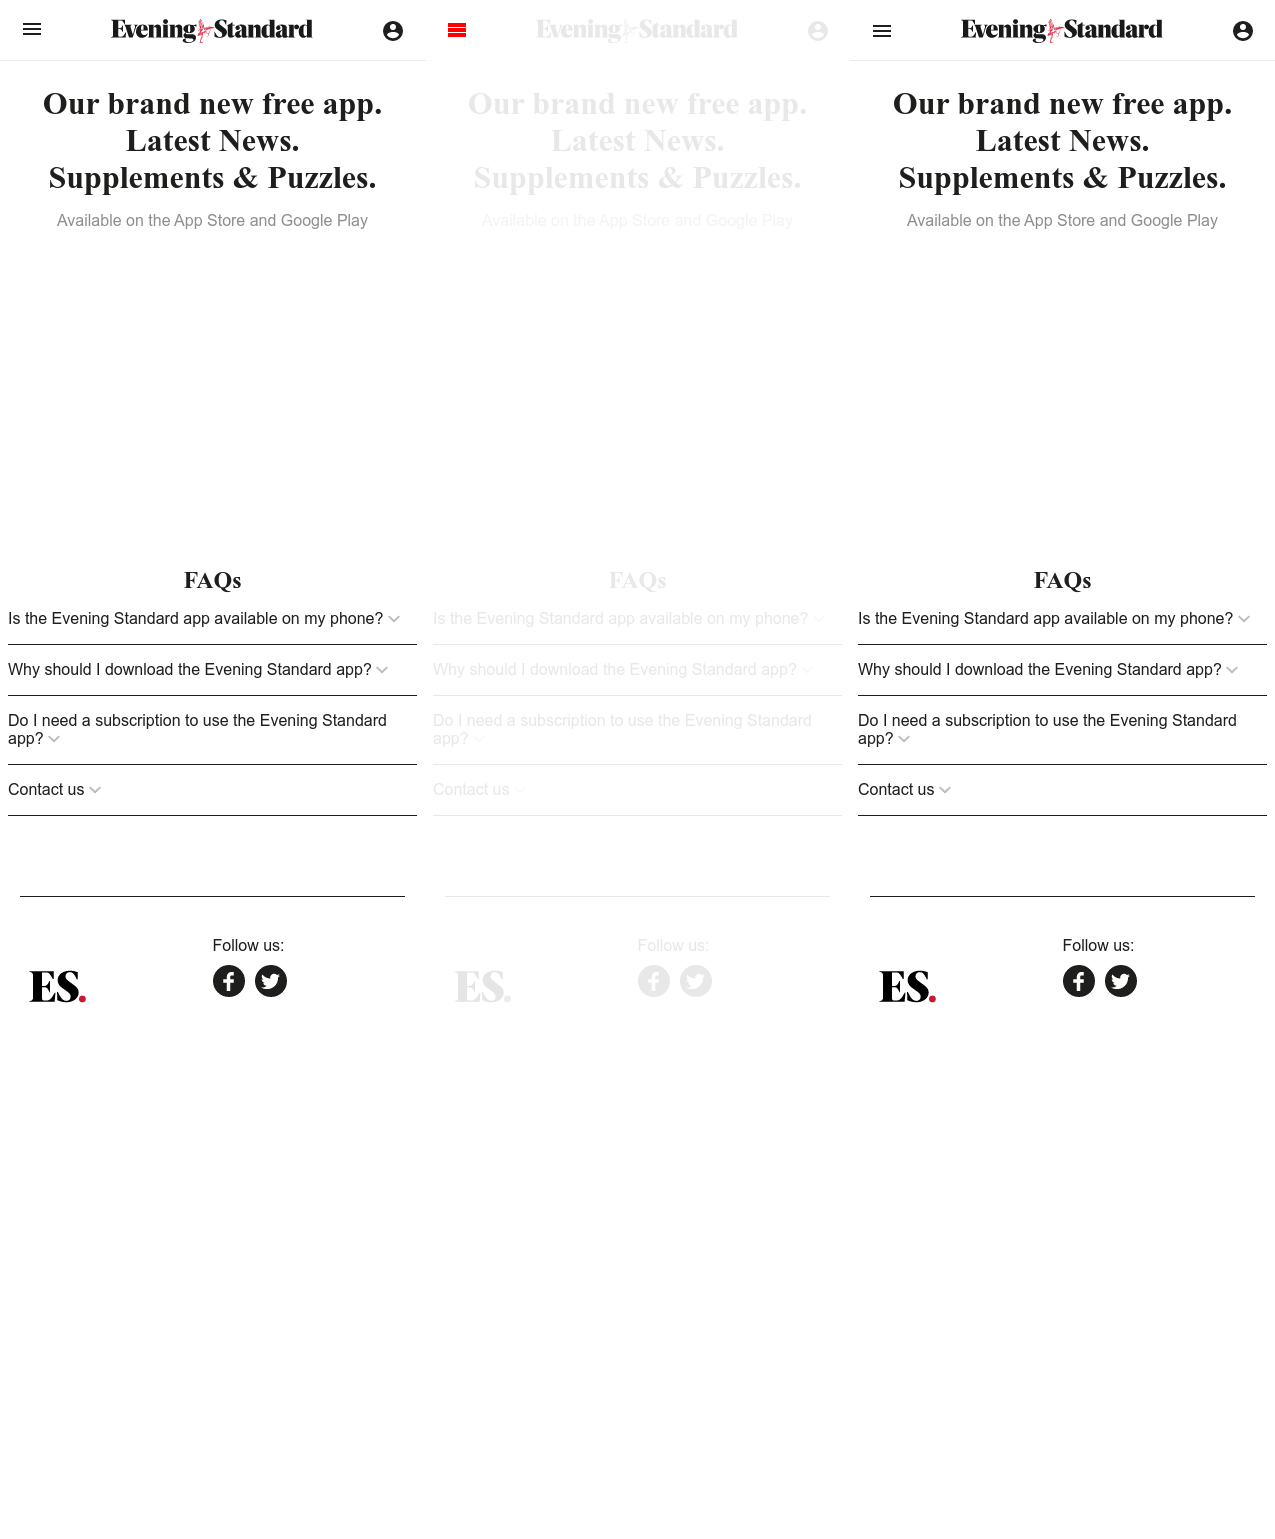 Evening Standard
Our brand new free app.
Latest News.
Supplements & Puzzles.
Available on the App Store and Google Play
FAQs
Is the Evening Standard app available on my phone?
Why should I download the Evening Standard app?
Do I need a subscription to use the Evening Standard
app?
Contact us
Follow us:
ES.
Evening Standard
Our brand new free app.
Latest News.
Supplements & Puzzles.
Available on the App Store and Google Play
FAQs
Is the Evening Standard app available on my phone?
Why should I download the Evening Standard app?
Do I need a subscription to use the Evening Standard
app?
Contact us
Follow us:
ES.
Evening Standard
Our brand new free app.
Latest News.
Supplements & Puzzles.
Available on the App Store and Google Play
FAQs
Is the Evening Standard app available on my phone?
Why should I download the Evening Standard app?
Do I need a subscription to use the Evening Standard
app?
Contact us
Follow us:
ES.